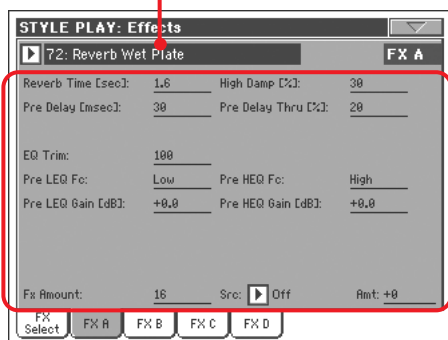 STYLE PLAY: Effects
72: Reverb Wet Plate FX A
Reverb Time [sec]: 1.6 High Damp [%]: 30
Pre Delay [msec]: 30 Pre Delay Thru [%]: 20
EQ Trim: 100
Pre LEQ Fc: Low Pre HEQ Fc: High
Pre LEQ Gain [dB]: +0.0 Pre HEQ Gain [dB]: +0.0
Fx Amount: 16 Src: Off Amt: +0
FX Select FX A FX B FX C FX D